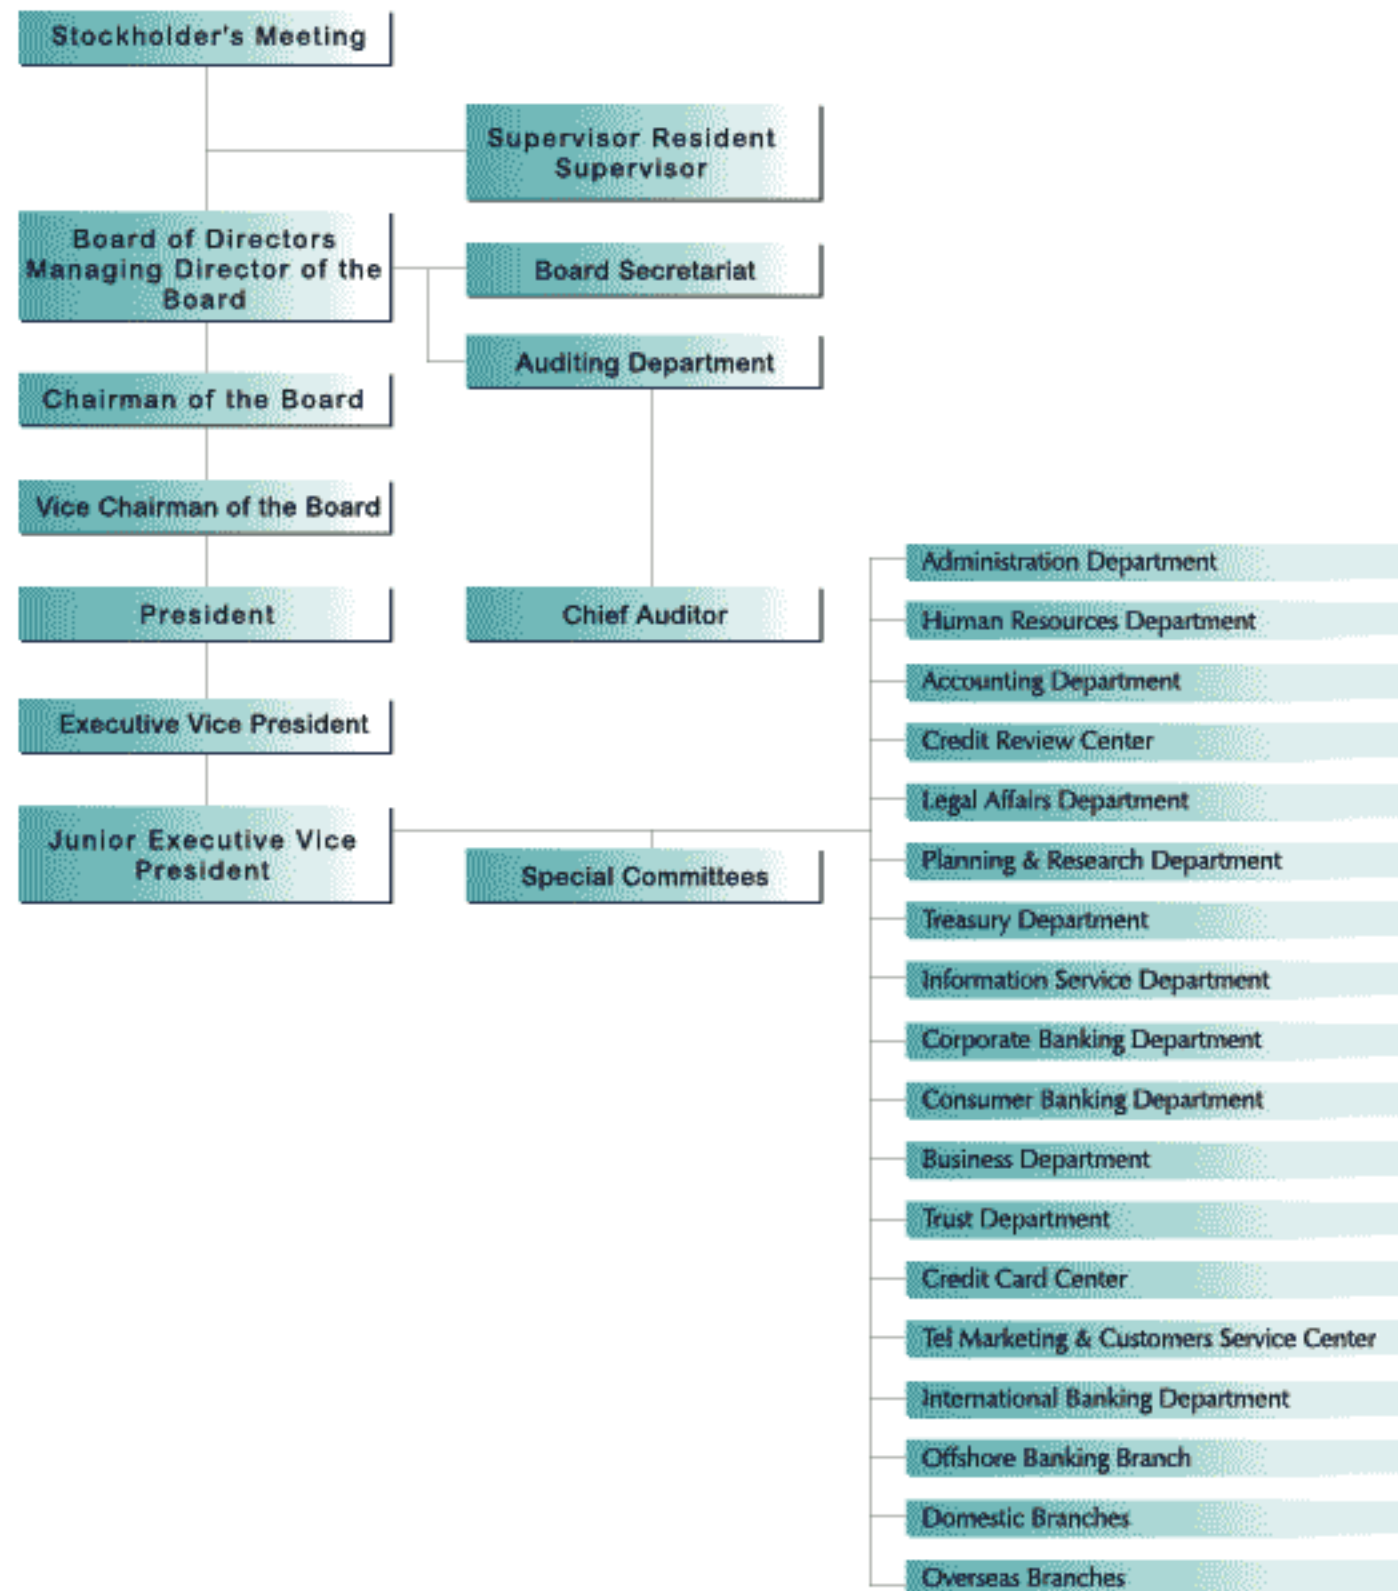 Stockholder's Meeting
Supervisor Resident
Supervisor
Board of Directors
Managing Director of the
Board
Board Secretariat
Auditing Department
Chairman of the Board
Vice Chairman of the Board
President
Chief Auditor
Executive Vice President
Junior Executive Vice
President
Special Committees
Administration Department
Human Resources Department
Accounting Department
Credit Review Center
Legal Affairs Department
Planning & Research Department
Treasury Department
Information Service Department
Corporate Banking Department
Consumer Banking Department
Business Department
Trust Department
Credit Card Center
Tel Marketing & Customers Service Center
International Banking Department
Offshore Banking Branch
Domestic Branches
Overseas Branches